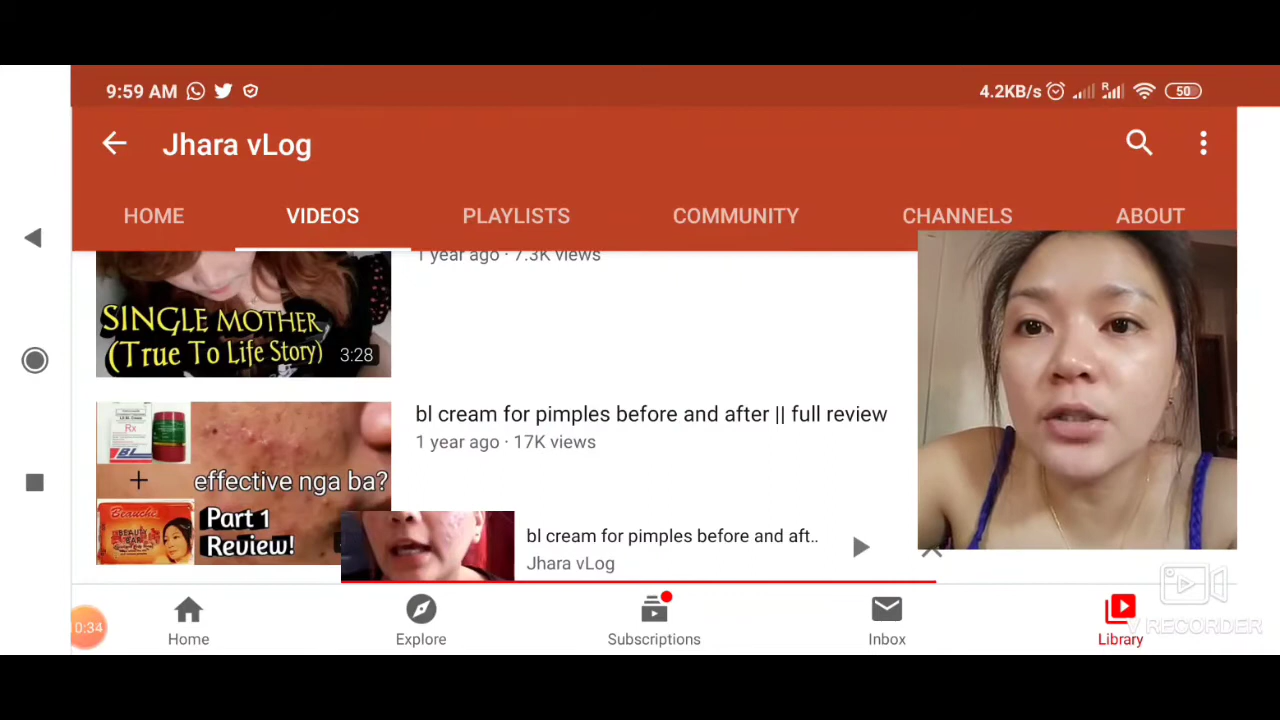 9:59 AM
4.2KB/s
R
50
Jhara vLog
HOME
VIDEOS
PLAYLISTS
COMMUNITY
CHANNELS
ABOUT
1 year ago · 7.3K views
SINGLE MOTHER
(True To Life Story)
3:28
bl cream for pimples before and after || full review
1 year ago · 17K views
Rx
BL
+
effective nga ba?
Beauche
Part 1
Review!
bl cream for pimples before and aft..
Jhara vLog
0:34
Home
Explore
Subscriptions
Inbox
Library
V RECORDER